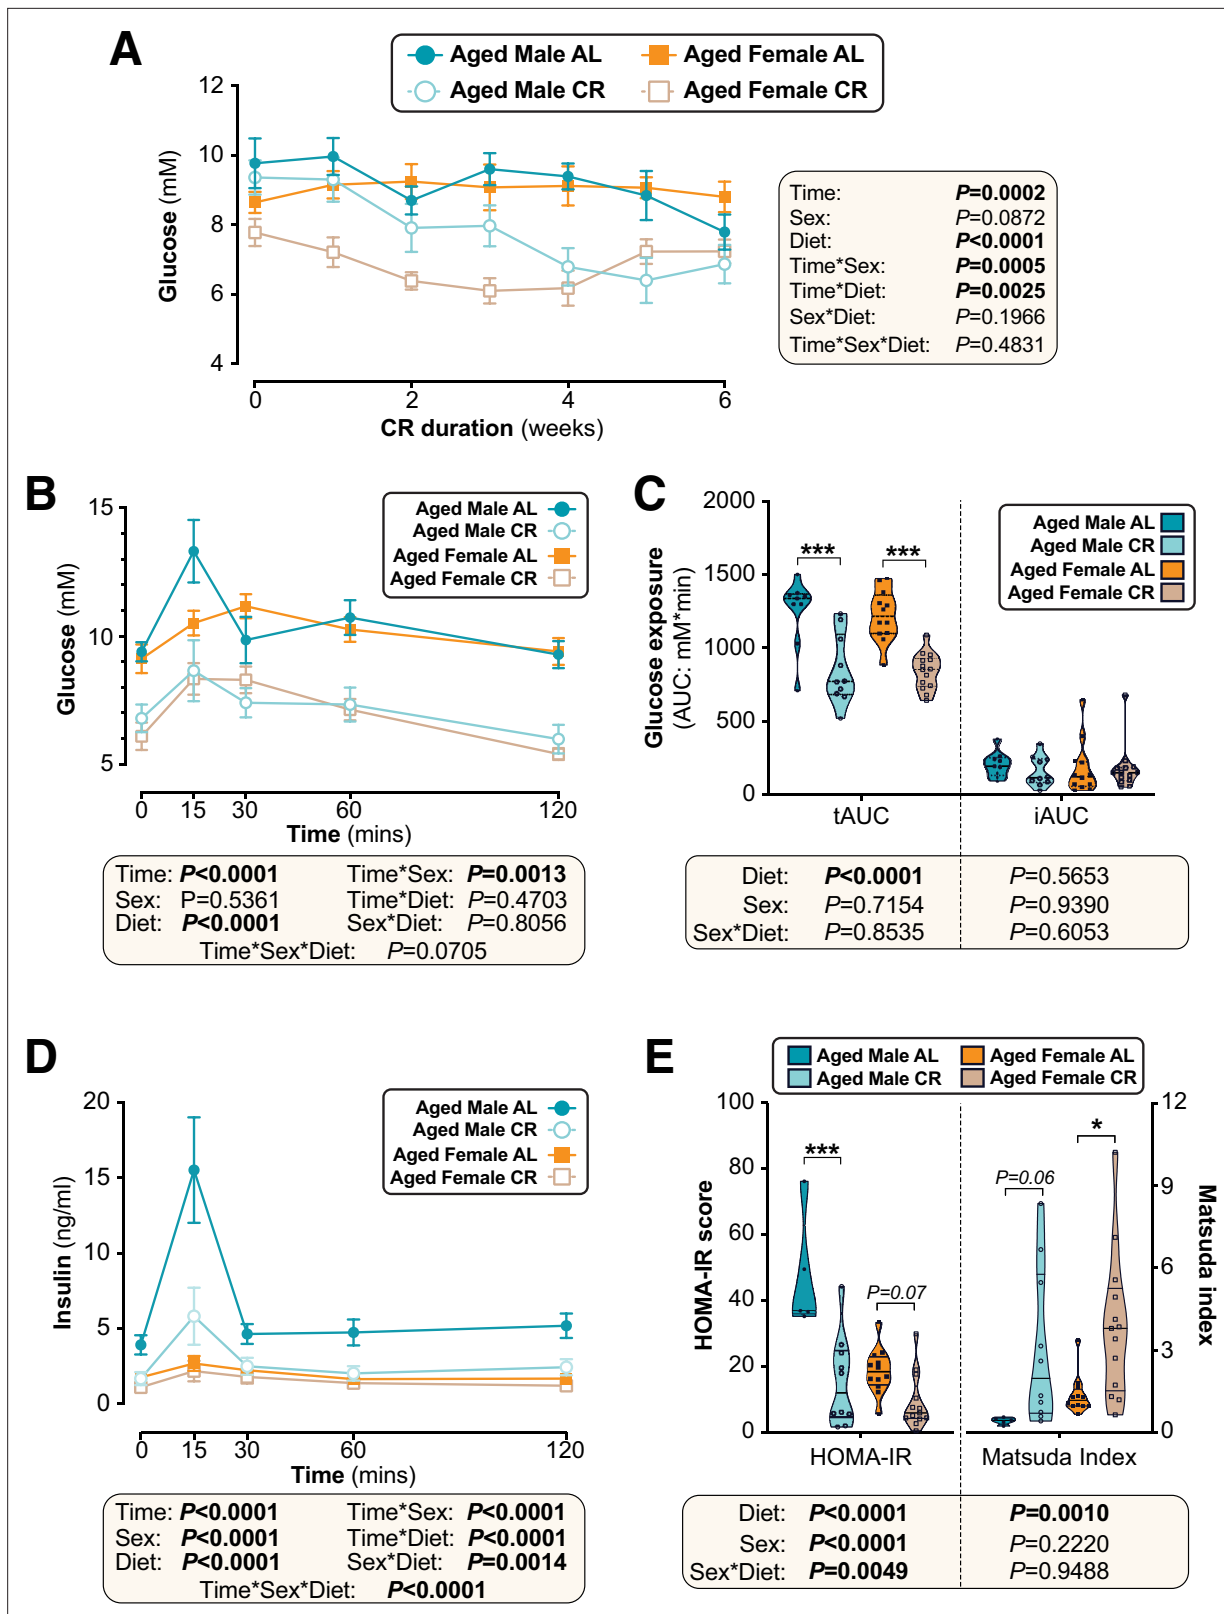 A
Aged Male AL
Aged Female AL
Aged Male CR
Aged Female CR
12
10
8
6
4
Glucose (mM)
0
2
4
6
CR duration (weeks)
Time: P=0.0002
Sex: P=0.0872
Diet: P<0.0001
Time*Sex: P=0.0005
Time*Diet: P=0.0025
Sex*Diet: P=0.1966
Time*Sex*Diet: P=0.4831
B
Aged Male AL
Aged Male CR
Aged Female AL
Aged Female CR
15
10
5
Glucose (mM)
0
15
30
60
120
Time (mins)
Time: P<0.0001 Time*Sex: P=0.0013
Sex: P=0.5361 Time*Diet: P=0.4703
Diet: P<0.0001 Sex*Diet: P=0.8056
Time*Sex*Diet: P=0.0705
C
Aged Male AL
Aged Male CR
Aged Female AL
Aged Female CR
2000
1500
1000
500
0
Glucose exposure
(AUC: mM*min)
***
***
tAUC
iAUC
Diet: P<0.0001 P=0.5653
Sex: P=0.7154 P=0.9390
Sex*Diet: P=0.8535 P=0.6053
D
Aged Male AL
Aged Male CR
Aged Female AL
Aged Female CR
20
15
10
5
0
Insulin (ng/ml)
0
15
30
60
120
Time (mins)
Time: P<0.0001 Time*Sex: P<0.0001
Sex: P<0.0001 Time*Diet: P<0.0001
Diet: P<0.0001 Sex*Diet: P=0.0014
Time*Sex*Diet: P<0.0001
E
Aged Male AL
Aged Female AL
Aged Male CR
Aged Female CR
100
80
60
40
20
0
HOMA-IR score
***
P=0.07
P=0.06
*
12
9
6
3
0
Matsuda index
HOMA-IR
Matsuda Index
Diet: P<0.0001 P=0.0010
Sex: P<0.0001 P=0.2220
Sex*Diet: P=0.0049 P=0.9488